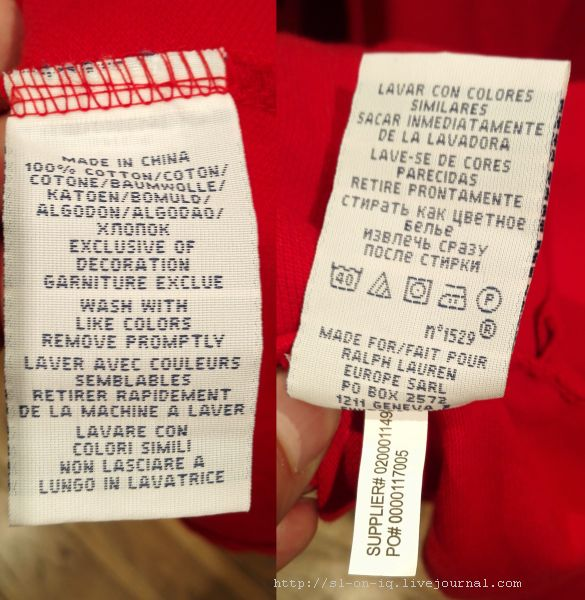 MADE IN CHINA
100% COTTON/COTON/
COTONE/BAUMWOLLE/
KATOEN/BOMULD/
ALGODON/ALGODAO/
ХЛОПОК
EXCLUSIVE OF
DECORATION
GARNITURE EXCLUE
WASH WITH
LIKE COLORS
REMOVE PROMPTLY
LAVER AVEC COULEURS
SEMBLABLES
RETIRER RAPIDEMENT
DE LA MACHINE A LAVER
LAVARE CON
COLORI SIMILI
NON LASCIARE A
LUNGO IN LAVATRICE
LAVAR CON COLORES
SIMILARES
SACAR INMEDIATAMENTE
DE LA LAVADORA
LAVE-SE DE CORES
PARECIDAS
RETIRE PRONTAMENTE
СТИРАТЬ КАК ЦВЕТНОЕ
БЕЛЬЕ
ИЗВЛЕЧЬ СРАЗУ
ПОСЛЕ СТИРКИ
40 P
n°1529 ®
MADE FOR/FAIT POUR
RALPH LAUREN
EUROPE SARL
PO BOX 2572
1211 GENEVA
SUPPLIER# 020001149
PO# 0000117005
http://sl-on-iq.livejournal.com